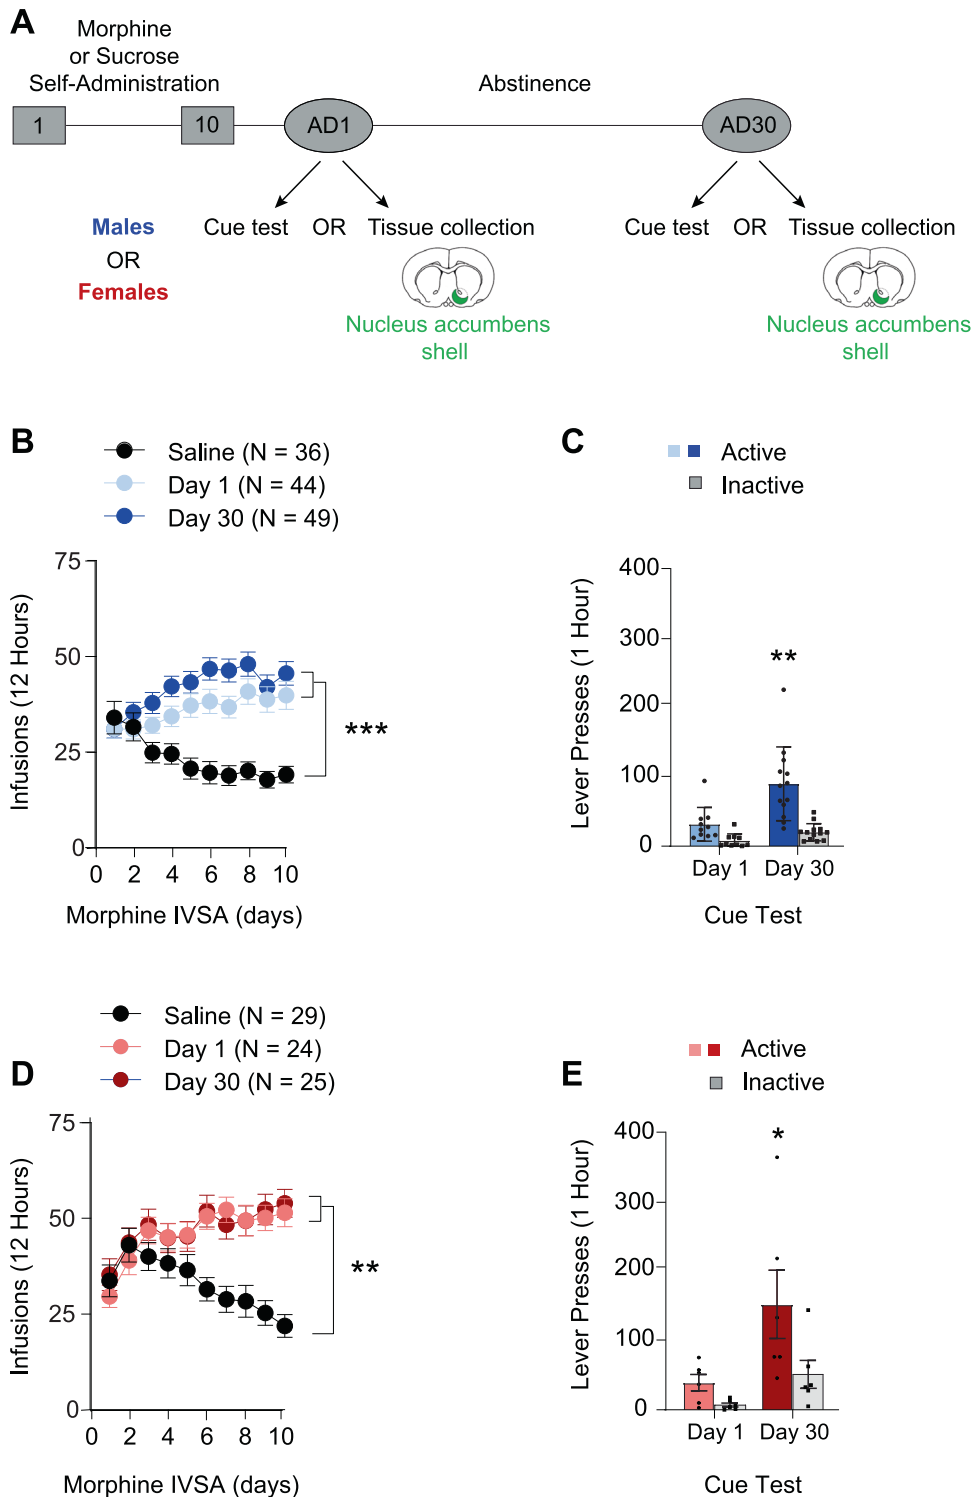 A
Morphine
or Sucrose
Self-Administration
Abstinence
1
10
AD1
AD30
Males
OR
Females
Cue test OR Tissue collection
Nucleus accumbens
shell
Cue test OR Tissue collection
Nucleus accumbens
shell
B
Saline (N = 36)
Day 1 (N = 44)
Day 30 (N = 49)
Infusions (12 Hours)
75
50
25
0
***
0 2 4 6 8 10
Morphine IVSA (days)
C
Active
Inactive
Lever Presses (1 Hour)
400
300
200
100
0
**
Day 1 Day 30
Cue Test
D
Saline (N = 29)
Day 1 (N = 24)
Day 30 (N = 25)
Infusions (12 Hours)
75
50
25
0
**
0 2 4 6 8 10
Morphine IVSA (days)
E
Active
Inactive
Lever Presses (1 Hour)
400
300
200
100
0
*
Day 1 Day 30
Cue Test